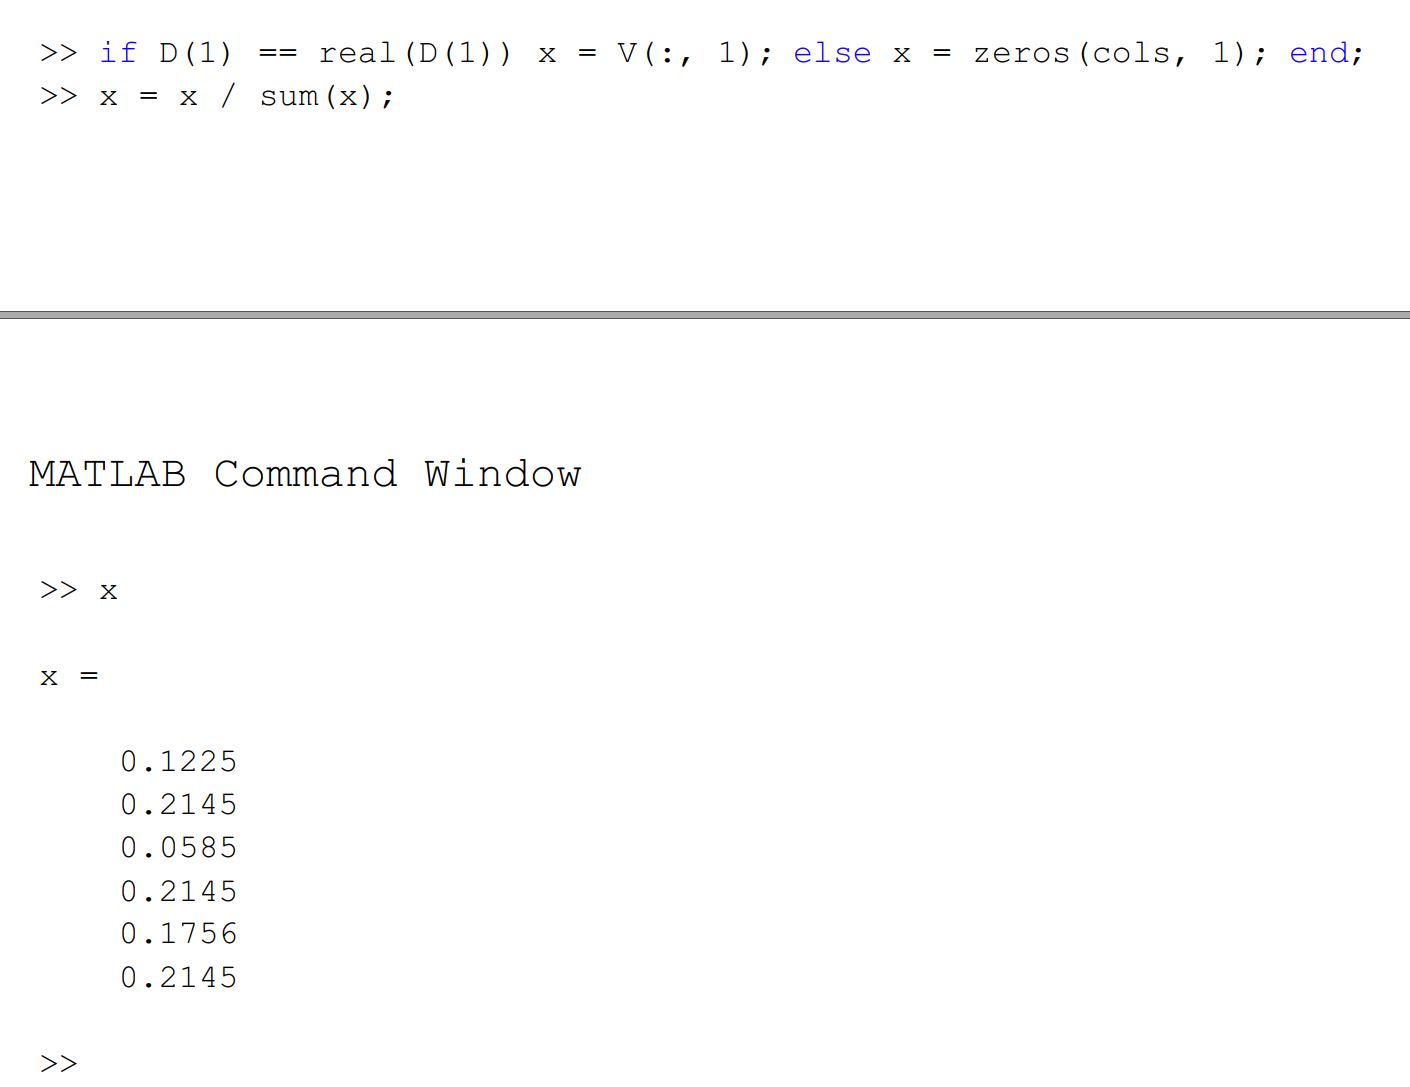 >> if D(1) == real(D(1)) x = V(:, 1); else x = zeros(cols, 1); end;
>> x = x / sum(x);
MATLAB Command Window
>> x
x =
0.1225
0.2145
0.0585
0.2145
0.1756
0.2145
>>